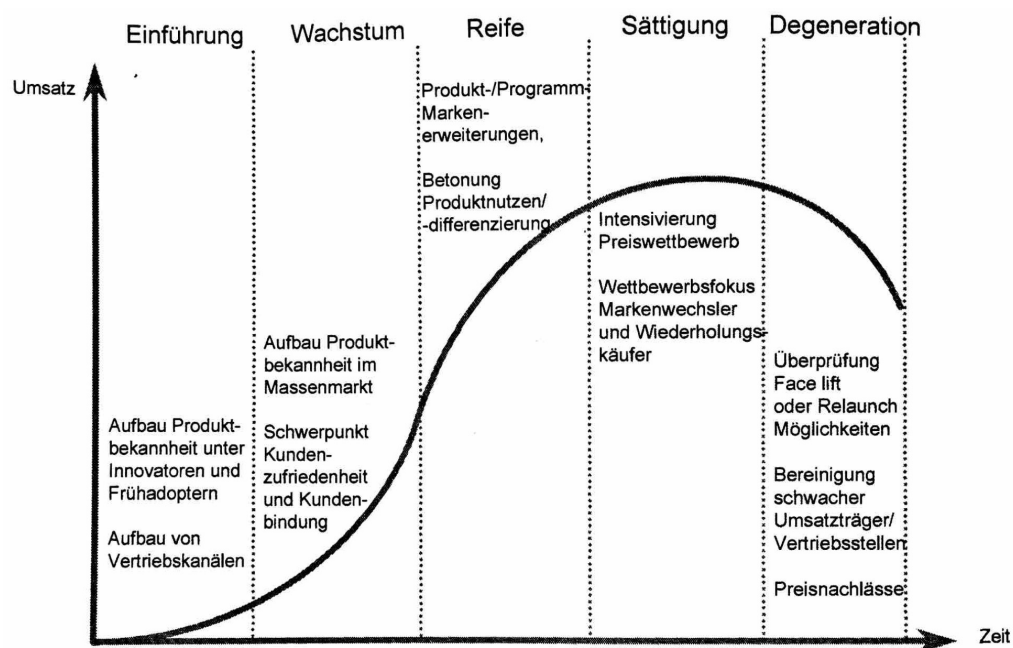 Einführung
Wachstum
Reife
Sättigung
Degeneration
Umsatz
Aufbau Produkt-
bekannheit unter
Innovatoren und
Frühadoptern
Aufbau von
Vertriebskanälen
Aufbau Produkt-
bekannheit im
Massenmarkt
Schwerpunkt
Kunden-
zufriedenheit
und Kunden-
bindung
Produkt-/Programm-
Marken-
erweiterungen,
Betonung
Produktnutzen/
-differenzierung
Intensivierung
Preiswettbewerb
Wettbewerbsfokus
Markenwechsler
und Wiederholungs-
käufer
Überprüfung
Face lift
oder Relaunch
Möglichkeiten
Bereinigung
schwacher
Umsatzträger/
Vertriebsstellen
Preisnachlässe
Zeit